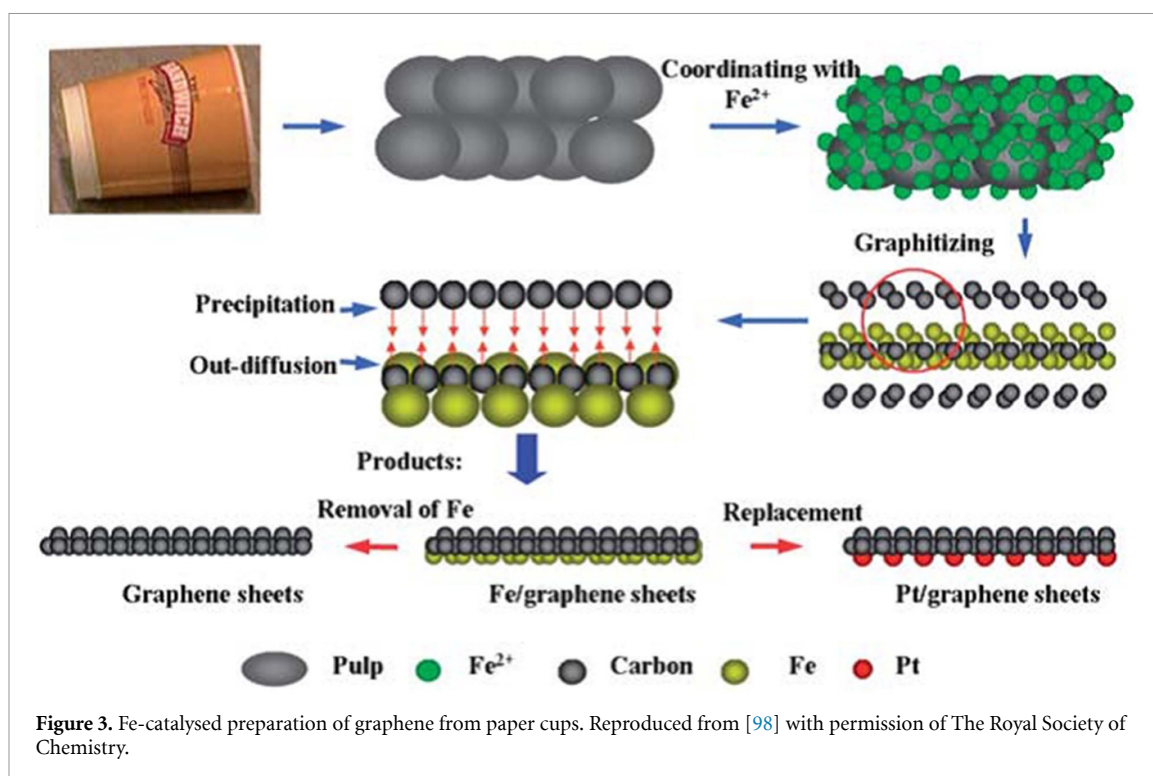 Coordinating with
Fe²⁺
Graphitizing
Precipitation
Out-diffusion
Products:
Removal of Fe
Replacement
Graphene sheets
Fe/graphene sheets
Pt/graphene sheets
Pulp
Fe²⁺
Carbon
Fe
Pt
Figure 3. Fe-catalysed preparation of graphene from paper cups. Reproduced from [98] with permission of The Royal Society of
Chemistry.